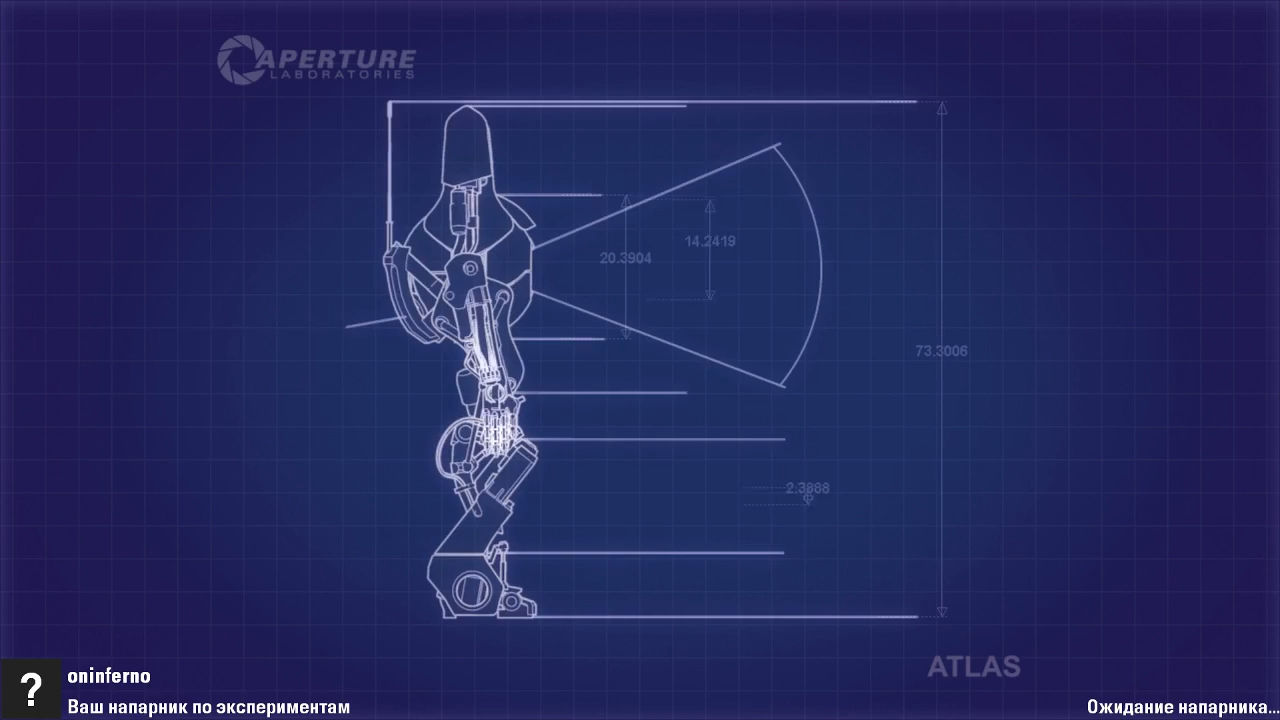 APERTURE
LABORATORIES
14.2419
20.3904
73.3006
2.3888
ATLAS
?
oninferno
Ваш напарник по экспериментам
Ожидание напарника...